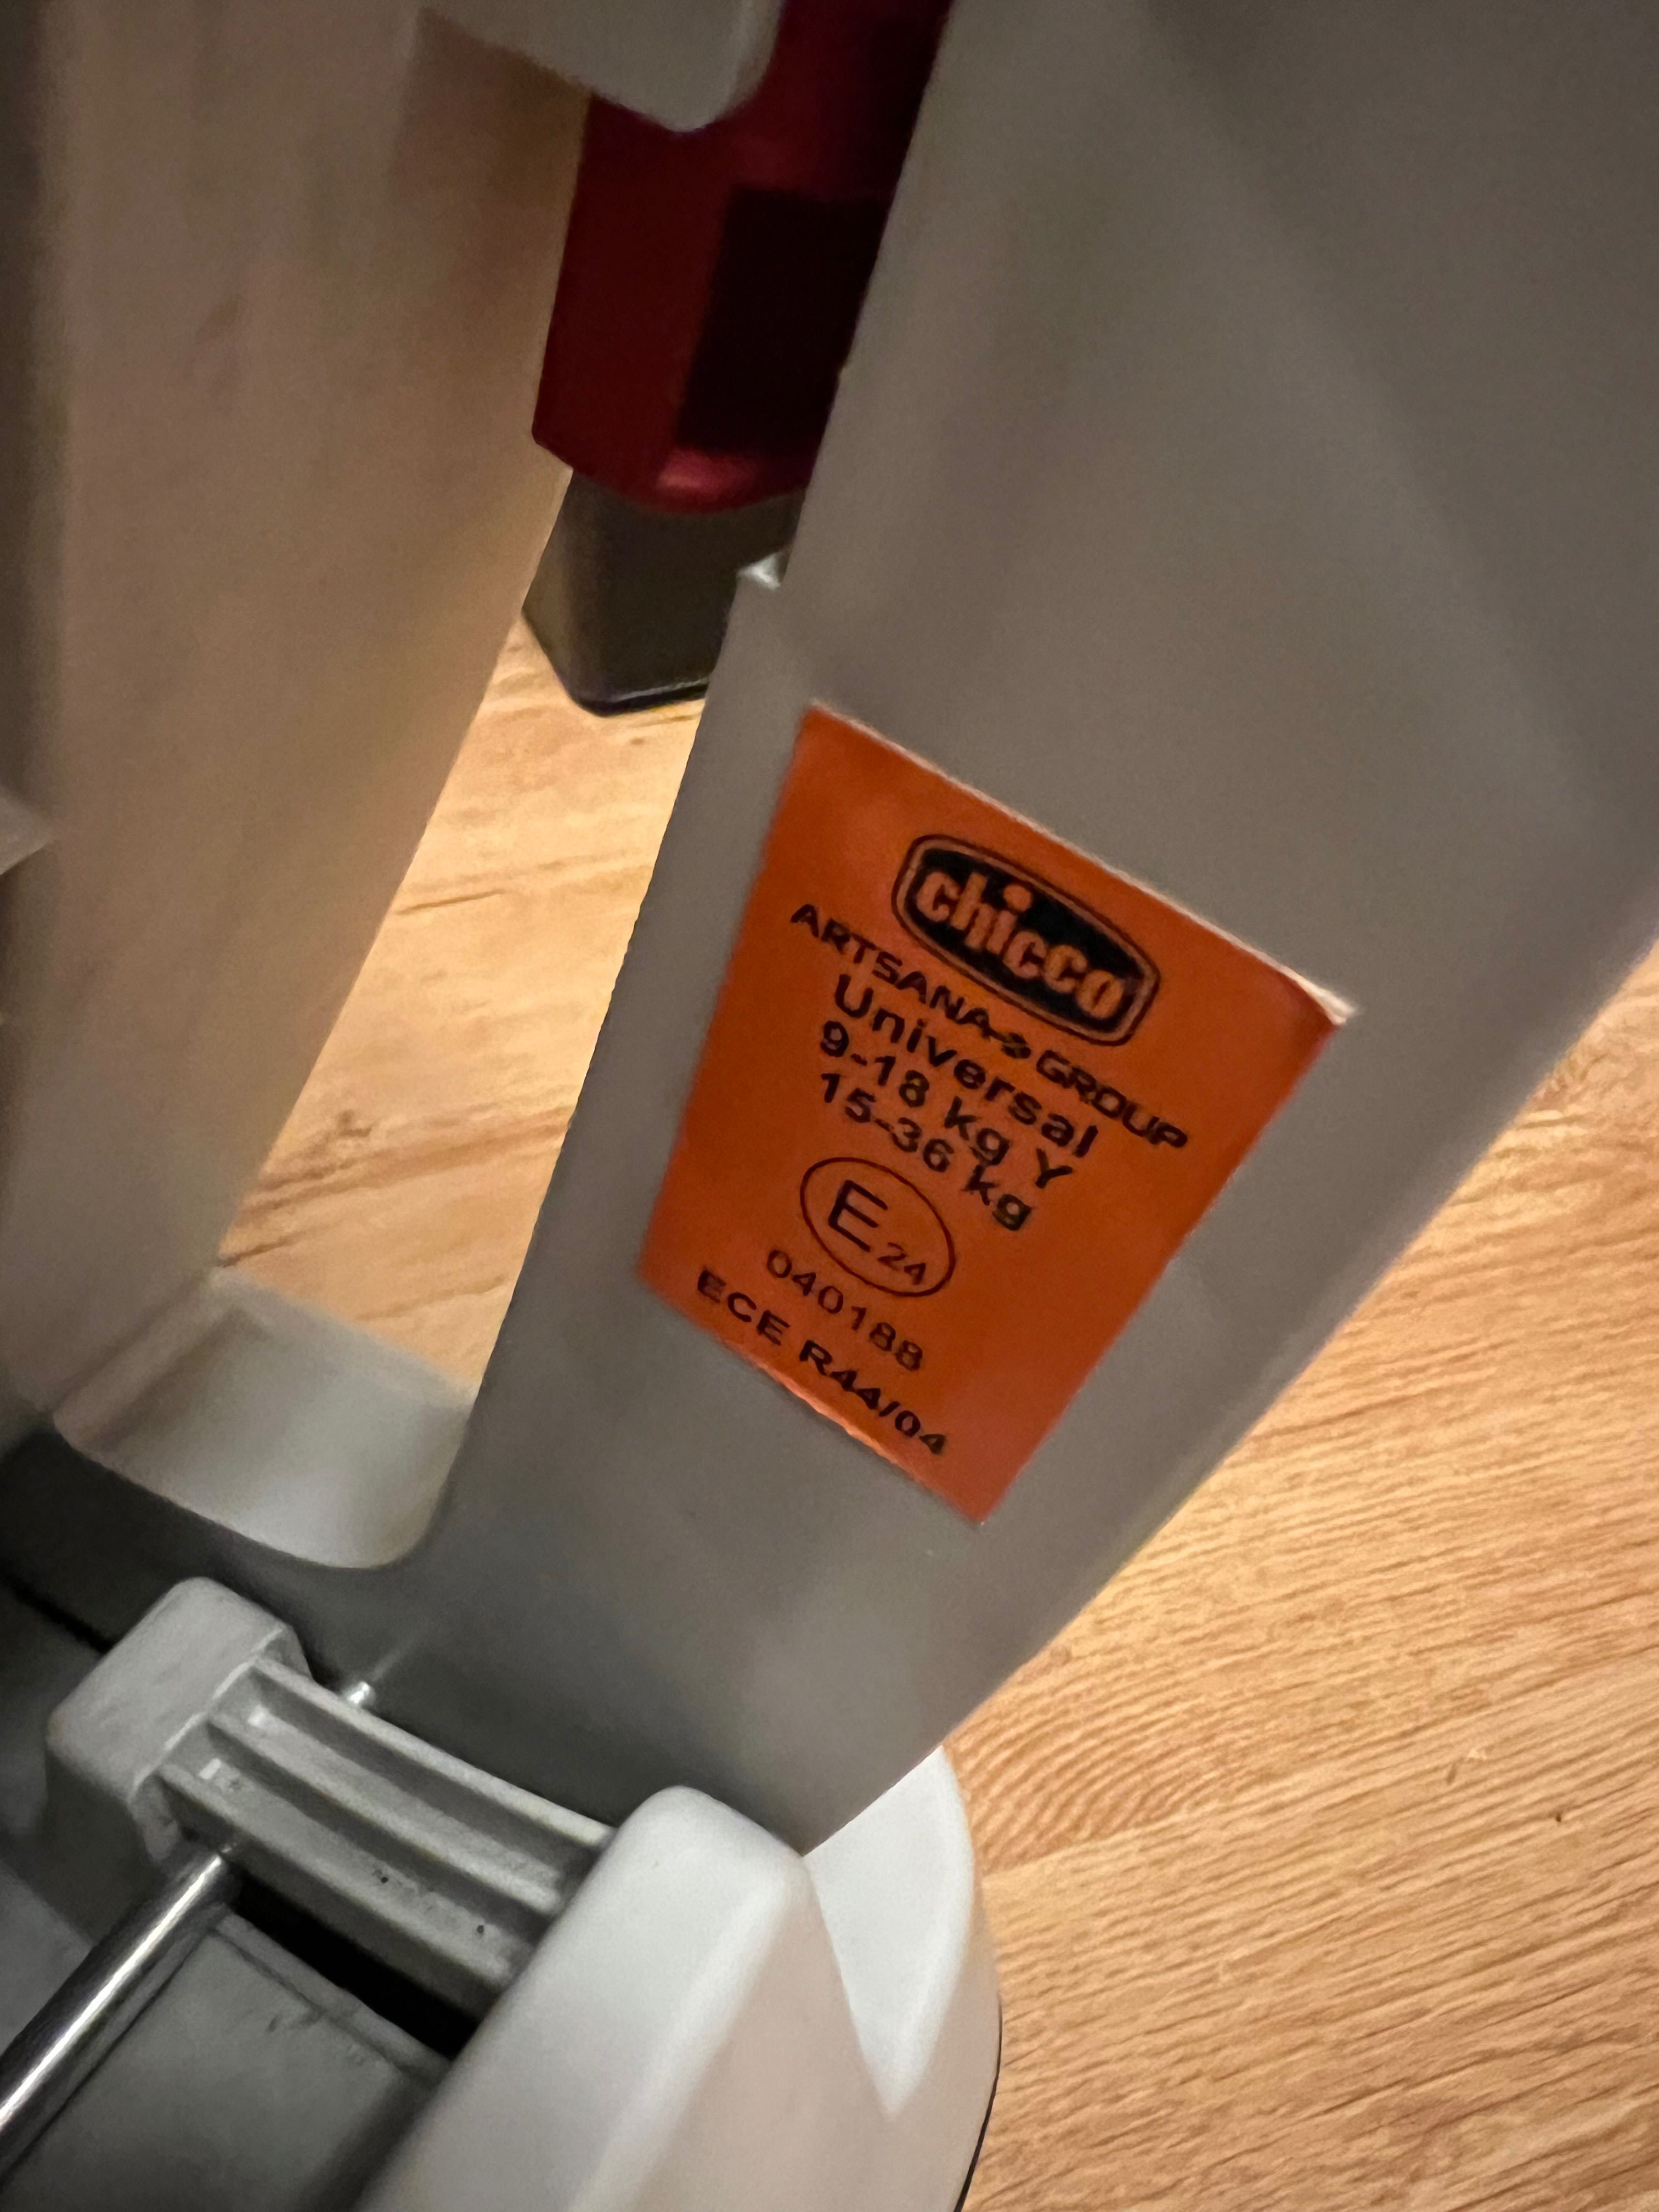 chicco
ARTSANA GROUP
Universal
9-18 kg Y
15-36 kg
E 24
040188
ECE R44/04